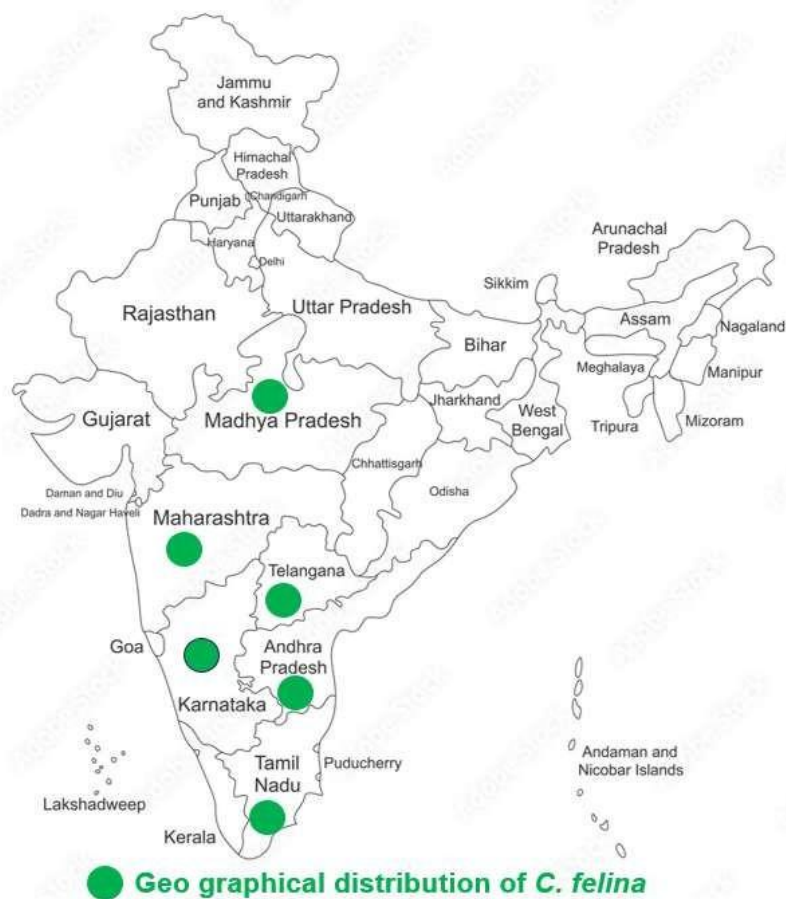 Jammu
and Kashmir
Himachal
Pradesh
Chandigarh
Punjab
Uttarakhand
Haryana
Delhi
Arunachal
Pradesh
Sikkim
Rajasthan
Uttar Pradesh
Assam
Nagaland
Bihar
Meghalaya
Manipur
Jharkhand
Gujarat
Madhya Pradesh
West
Bengal
Tripura
Mizoram
Chhattisgarh
Daman and Diu
Odisha
Dadra and Nagar Haveli
Maharashtra
Telangana
Goa
Andhra
Pradesh
Karnataka
Tamil
Nadu
Puducherry
Andaman and
Nicobar Islands
Lakshadweep
Kerala
Geo graphical distribution of C. felina